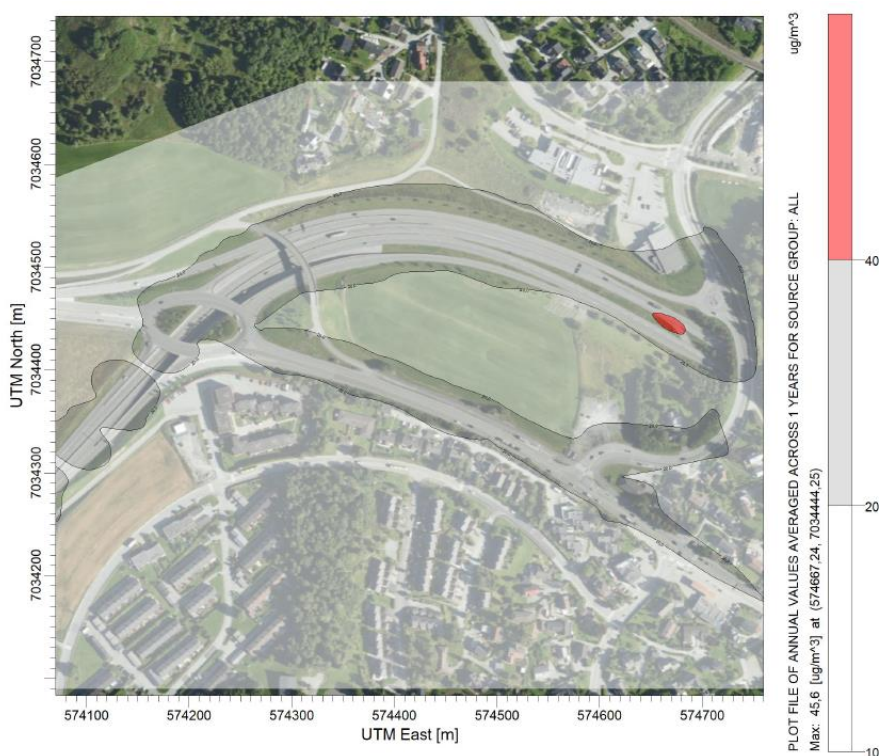 7034700
7034600
7034500
7034400
7034300
7034200
UTM North [m]
574100 574200 574300 574400 574500 574600 574700
UTM East [m]
ug/m^3
PLOT FILE OF ANNUAL VALUES AVERAGED ACROSS 1 YEARS FOR SOURCE GROUP: ALL
Max: 45,6 [ug/m^3] at (574667,24, 7034444,25)
40
20
10